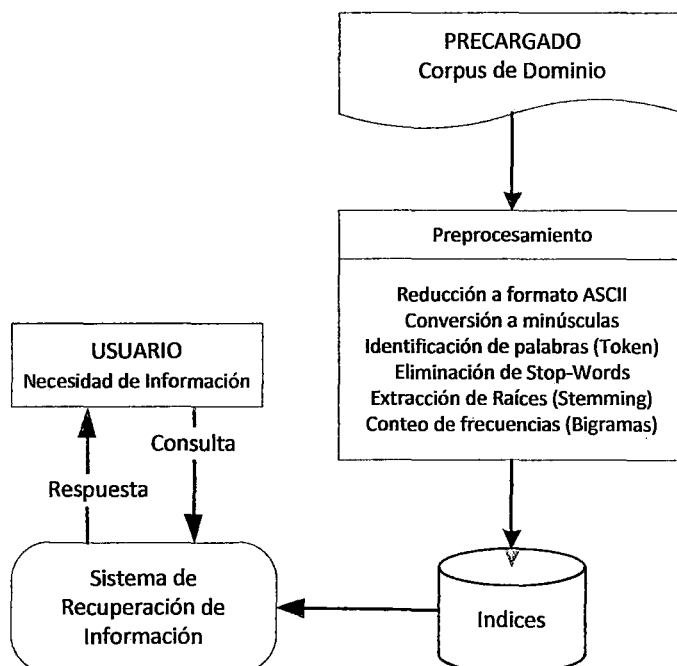 PRECARGADO
Corpus de Dominio
Preprocesamiento
Reducción a formato ASCII
Conversión a minúsculas
Identificación de palabras (Token)
Eliminación de Stop-Words
Extracción de Raíces (Stemming)
Conteo de frecuencias (Bigramas)
USUARIO
Necesidad de Información
Consulta
Respuesta
Sistema de
Recuperación de
Información
Indices